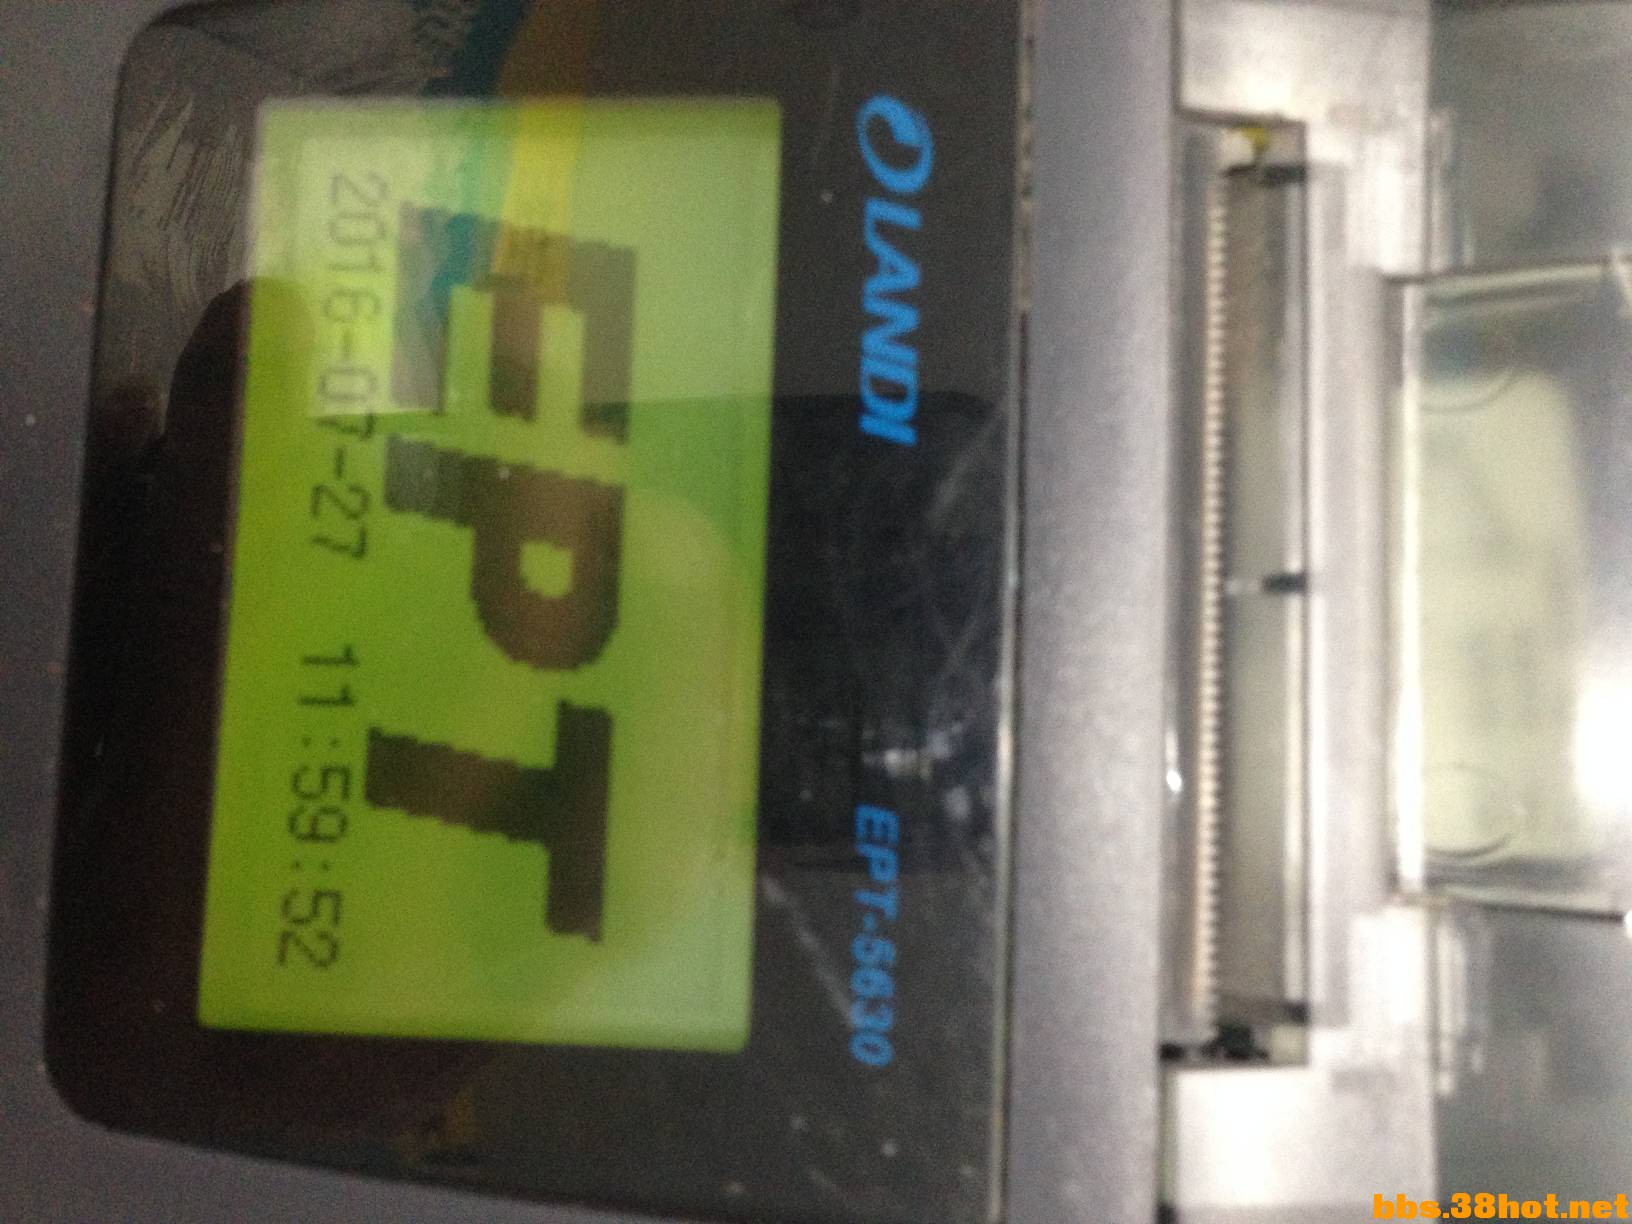 LANDI
EPT-5630
EPT
2016-07-27 11:59:52
bbs.38hot.net